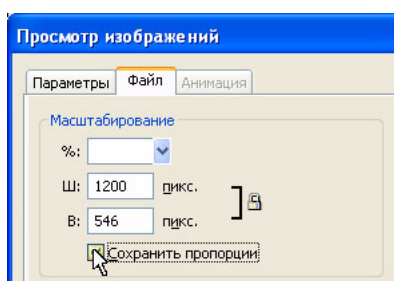 Просмотр изображений
Параметры Файл Анимация
Масштабирование
%:
Ш: 1200 пикс.
В: 546 пикс.
Сохранить пропорции